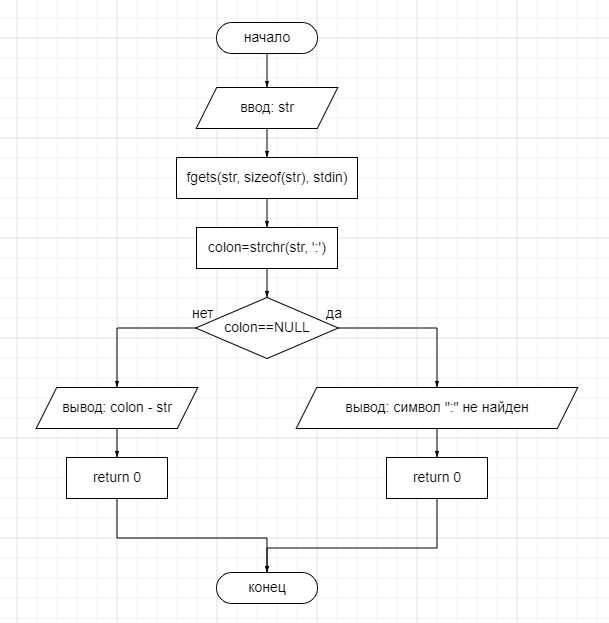 начало
ввод: str
fgets(str, sizeof(str), stdin)
colon=strchr(str, ':')
нет
да
colon==NULL
вывод: colon - str
вывод: символ ":" не найден
return 0
return 0
конец